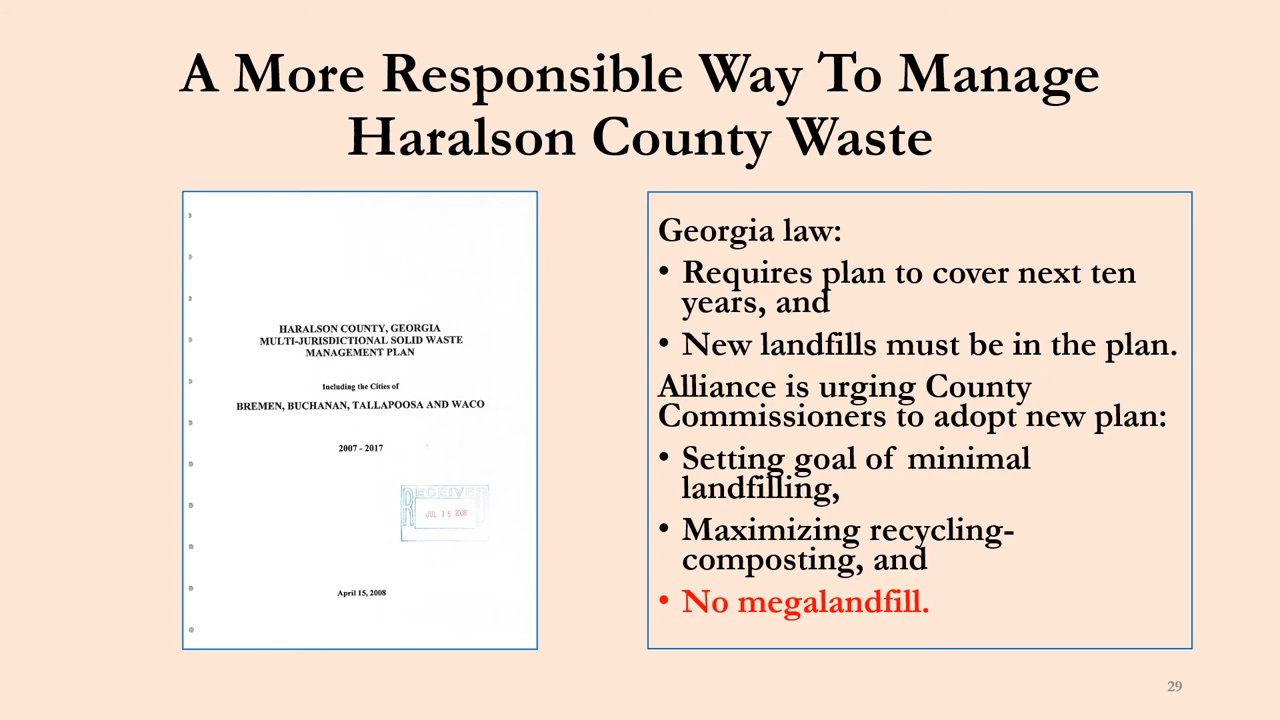 A More Responsible Way To Manage
Haralson County Waste
HARALSON COUNTY, GEORGIA
MULTI-JURISDICTIONAL SOLID WASTE
MANAGEMENT PLAN
Including the Cities of
BREMEN, BUCHANAN, TALLAPOOSA AND WACO
2007 - 2017
RECEIVED
JUL 15 2008
April 15, 2008
Georgia law:
• Requires plan to cover next ten
years, and
• New landfills must be in the plan.
Alliance is urging County
Commissioners to adopt new plan:
• Setting goal of minimal
landfilling,
• Maximizing recycling-
composting, and
• No megalandfill.
29